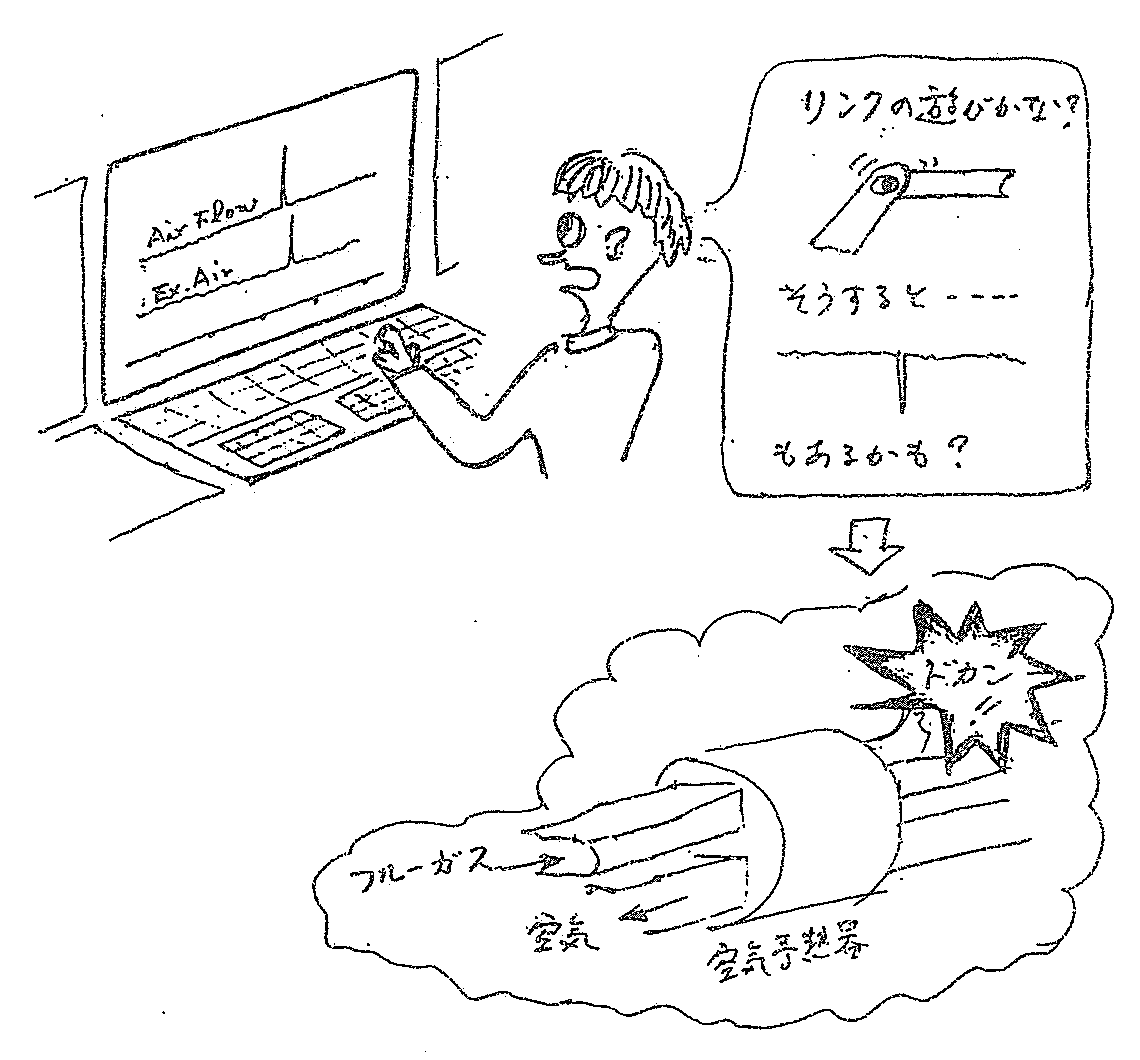 Air Flow
Ex.Air
リンクの遊びかな?
そうすると----
もあるかも?
ドカン
フルーガス
空気
空気予想器